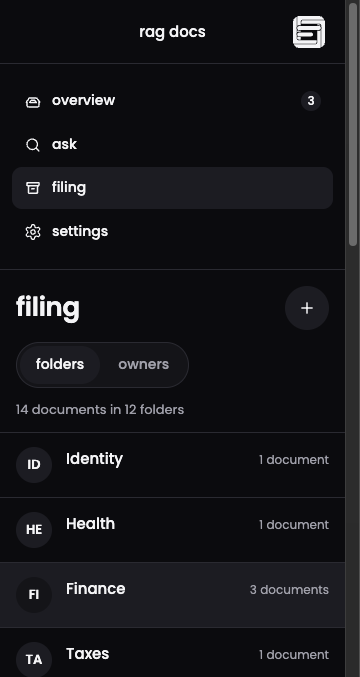 rag docs
overview
3
ask
filing
settings
filing
+
folders
owners
14 documents in 12 folders
ID
Identity
1 document
HE
Health
1 document
FI
Finance
3 documents
TA
Taxes
1 document